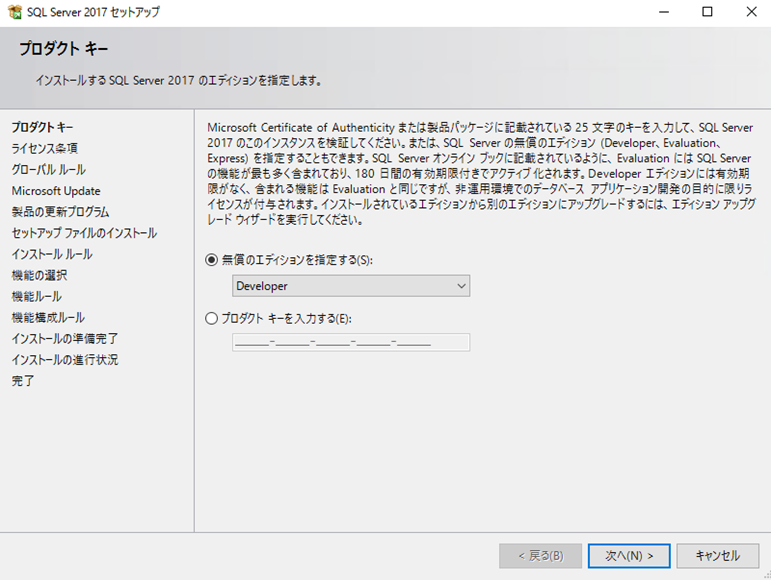 SQL Server 2017 セットアップ
プロダクト キー
インストールする SQL Server 2017 のエディションを指定します。
プロダクト キー
ライセンス条項
グローバル ルール
Microsoft Update
製品の更新プログラム
セットアップ ファイルのインストール
インストール ルール
機能の選択
機能ルール
機能構成ルール
インストールの準備完了
インストールの進行状況
完了
Microsoft Certificate of Authenticity または製品パッケージに記載されている 25 文字のキーを入力して、SQL Server
2017 のこのインスタンスを検証してください。または、SQL Server の無償のエディション (Developer、Evaluation、
Express) を指定することもできます。SQL Server オンライン ブックに記載されているように、Evaluation には SQL Server
の機能が最も多く含まれており、180 日間の有効期限付きでアクティブ化されます。Developer エディションには有効期
限がなく、含まれる機能は Evaluation と同じですが、非運用環境でのデータベース アプリケーション開発の目的に限りラ
イセンスが付与されます。インストールされているエディションから別のエディションにアップグレードするには、エディション アップグ
レード ウィザードを実行してください。
無償のエディションを指定する(S):
Developer
プロダクト キーを入力する(E):
_____-_____-_____-_____-_____
< 戻る(B)
次へ(N) >
キャンセル